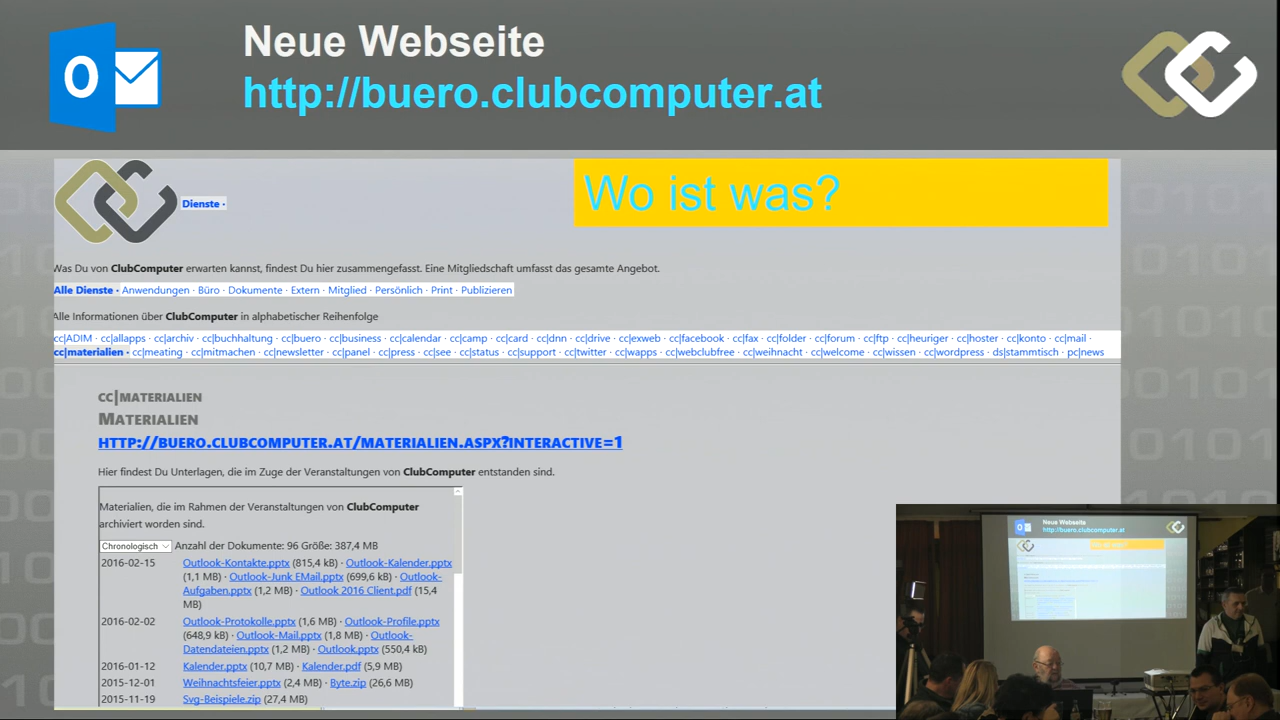 Neue Webseite
http://buero.clubcomputer.at
Wo ist was?
Dienste ·
Was Du von ClubComputer erwarten kannst, findest Du hier zusammengefasst. Eine Mitgliedschaft umfasst das gesamte Angebot.
Alle Dienste · Anwendungen · Büro · Dokumente · Extern · Mitglied · Persönlich · Print · Publizieren
Alle Informationen über ClubComputer in alphabetischer Reihenfolge
cc|ADIM · cc|allapps · cc|archiv · cc|buchhaltung · cc|buero · cc|business · cc|calendar · cc|camp · cc|card · cc|dnn · cc|drive · cc|exweb · cc|facebook · cc|fax · cc|folder · cc|forum · cc|ftp · cc|heuriger · cc|hoster · cc|konto · cc|mail ·
cc|materialien · cc|meating · cc|mitmachen · cc|newsletter · cc|panel · cc|press · cc|see · cc|status · cc|support · cc|twitter · cc|wapps · cc|webclubfree · cc|weihnacht · cc|welcome · cc|wissen · cc|wordpress · ds|stammtisch · pc|news
CC|MATERIALIEN
MATERIALIEN
HTTP://BUERO.CLUBCOMPUTER.AT/MATERIALIEN.ASPX?INTERACTIVE=1
Hier findest Du Unterlagen, die im Zuge der Veranstaltungen von ClubComputer entstanden sind.
Materialien, die im Rahmen der Veranstaltungen von ClubComputer
archiviert worden sind.
Chronologisch Anzahl der Dokumente: 96 Größe: 387,4 MB
2016-02-15 Outlook-Kontakte.pptx (815,4 kB) · Outlook-Kalender.pptx
(1,1 MB) · Outlook-Junk EMail.pptx (699,6 kB) · Outlook-
Aufgaben.pptx (1,2 MB) · Outlook 2016 Client.pdf (15,4
MB)
2016-02-02 Outlook-Protokolle.pptx (1,6 MB) · Outlook-Profile.pptx
(648,9 kB) · Outlook-Mail.pptx (1,8 MB) · Outlook-
Datendateien.pptx (1,2 MB) · Outlook.pptx (550,4 kB)
2016-01-12 Kalender.pptx (10,7 MB) · Kalender.pdf (5,9 MB)
2015-12-01 Weihnachtsfeier.pptx (2,4 MB) · Byte.zip (26,6 MB)
2015-11-19 Svg-Beispiele.zip (27,4 MB)
Neue Webseite
http://buero.clubcomputer.at